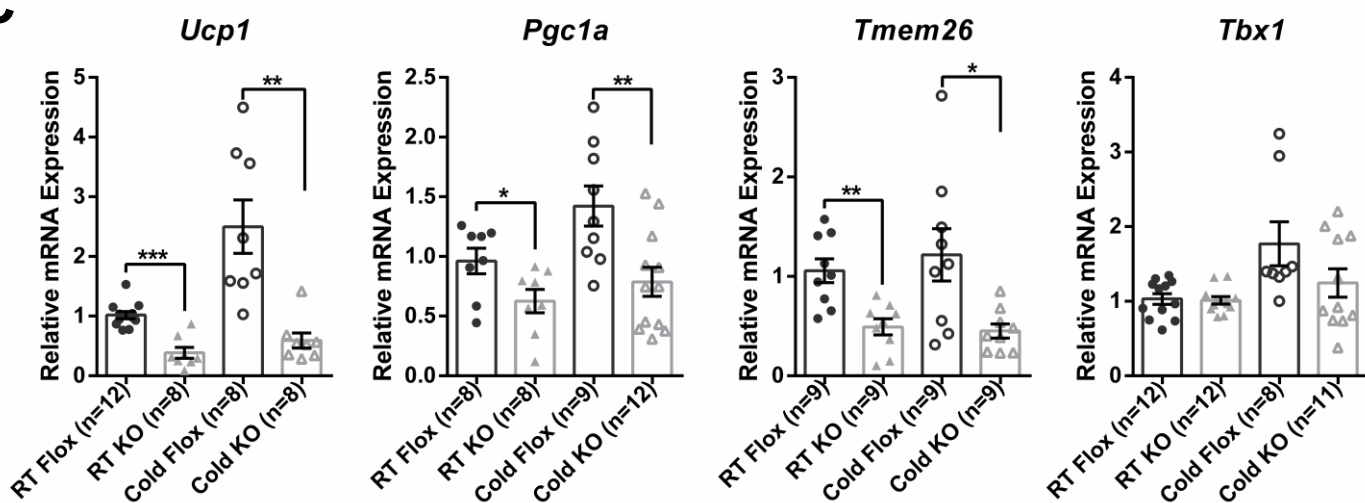 C
Ucp1
Pgc1a
Tmem26
Tbx1
Relative mRNA Expression
5
4
3
2
1
0
***
**
RT Flox (n=12)
RT KO (n=8)
Cold Flox (n=8)
Cold KO (n=8)
Relative mRNA Expression
2.5
2.0
1.5
1.0
0.5
0.0
*
**
RT Flox (n=8)
RT KO (n=8)
Cold Flox (n=9)
Cold KO (n=12)
Relative mRNA Expression
3
2
1
0
**
*
RT Flox (n=9)
RT KO (n=9)
Cold Flox (n=9)
Cold KO (n=9)
Relative mRNA Expression
4
3
2
1
0
RT Flox (n=12)
RT KO (n=12)
Cold Flox (n=8)
Cold KO (n=11)